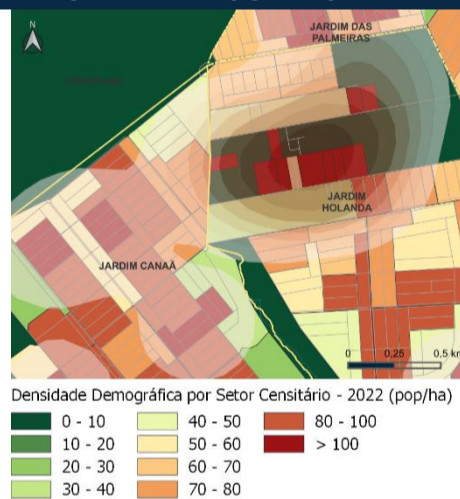 N
JARDIM DAS
PALMEIRAS
JARDIM
HOLANDA
JARDIM CANAÃ
0 0,25 0,5 km
Densidade Demográfica por Setor Censitário - 2022 (pop/ha)
0 - 10 40 - 50 80 - 100
10 - 20 50 - 60 > 100
20 - 30 60 - 70
30 - 40 70 - 80